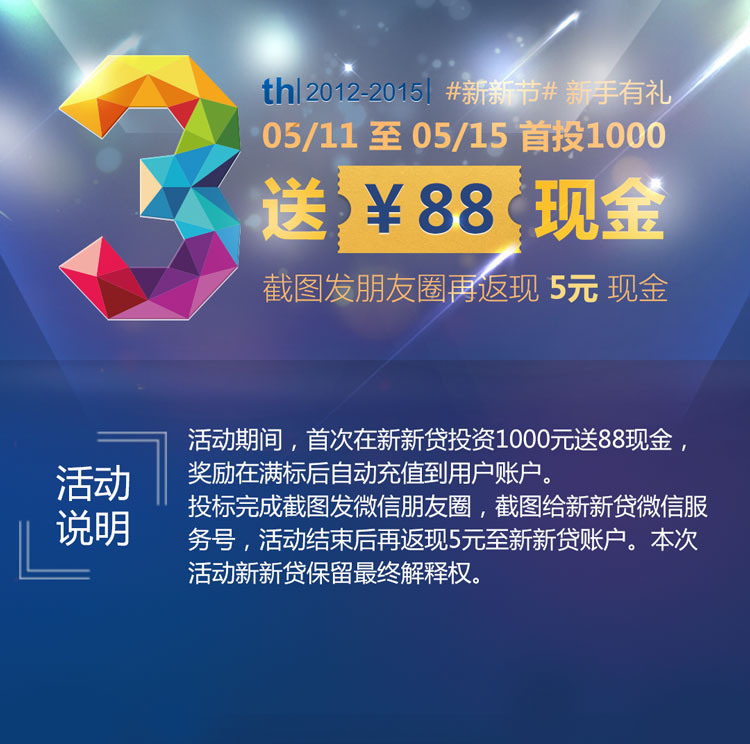 3 th|2012-2015| #新新节# 新手有礼
05/11 至 05/15 首投1000
送 ¥88 现金
截图发朋友圈再返现 5元 现金
活动
说明
活动期间，首次在新新贷投资1000元送88现金，
奖励在满标后自动充值到用户账户。
投标完成截图发微信朋友圈，截图给新新贷微信服
务号，活动结束后再返现5元至新新贷账户。本次
活动新新贷保留最终解释权。